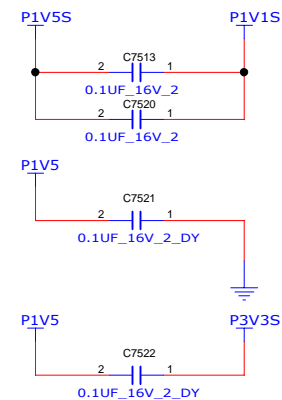 P1V5S P1V1S
C7513
2 1
0.1UF_16V_2
C7520
2 1
0.1UF_16V_2
P1V5
C7521
2 1
0.1UF_16V_2_DY
P1V5 P3V3S
C7522
2 1
0.1UF_16V_2_DY